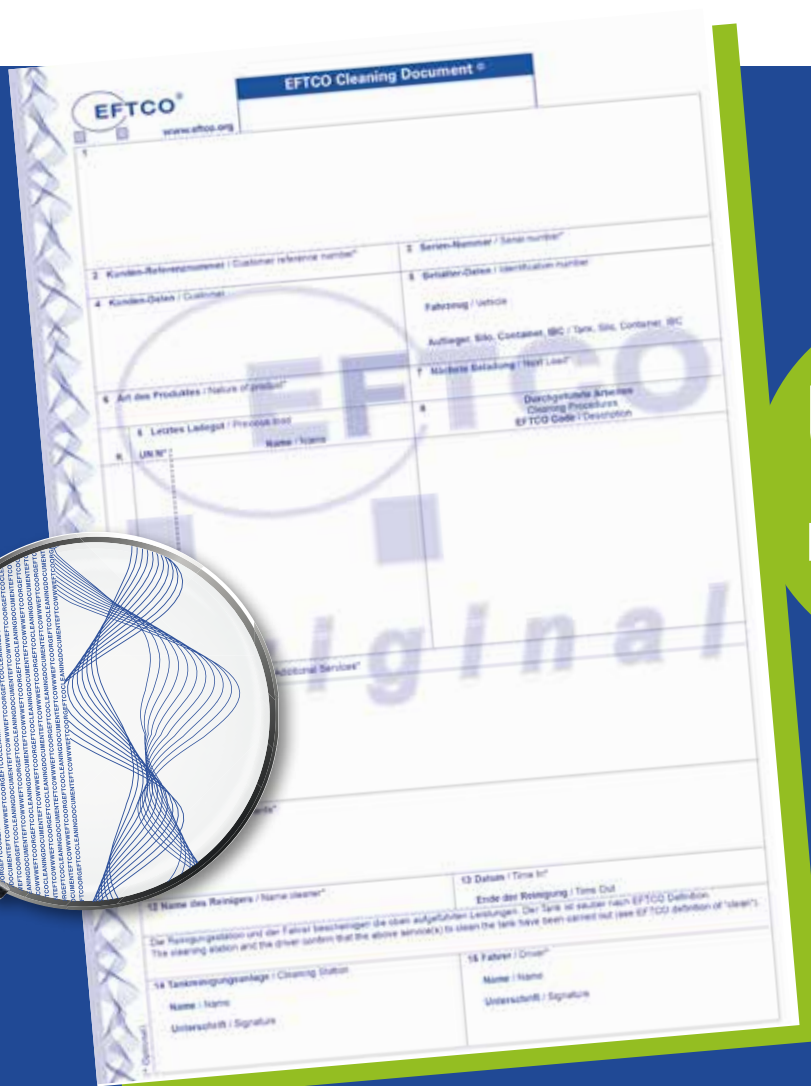 EFTCO Cleaning Document ®
EFTCO®
www.eftco.org
1
2 Kunden-Referenznummer / Customer reference number*
3 Serien-Nummer / Serial number*
4 Kunden-Daten / Customer
5 Behälter-Daten / Identification number
Fahrzeug / Vehicle
Auflieger, Silo, Container, IBC / Tank, Silo, Container, IBC
EFTCO
6 Art des Produktes / Nature of product*
7 Nächste Beladung / Next Load*
6 Letztes Ladegut / Previous load
R UN N° Name / Name
Durchgeführte Arbeiten
Cleaning Procedures
EFTCO Code / Description
iginal
Additional Services*
12 Name des Reinigers / Name cleaner*
13 Datum / Time In*
Ende der Reinigung / Time Out
Die Reinigungsstation und der Fahrer bescheinigen die oben aufgeführten Leistungen. Der Tank ist sauber nach EFTCO Definition.
The cleaning station and the driver confirm that the above service(s) to clean the tank have been carried out (see EFTCO definition of "clean").
14 Tankreinigungsanlage / Cleaning Station
Name / Name
Unterschrift / Signature
15 Fahrer / Driver*
Name / Name
Unterschrift / Signature
(* Optional)